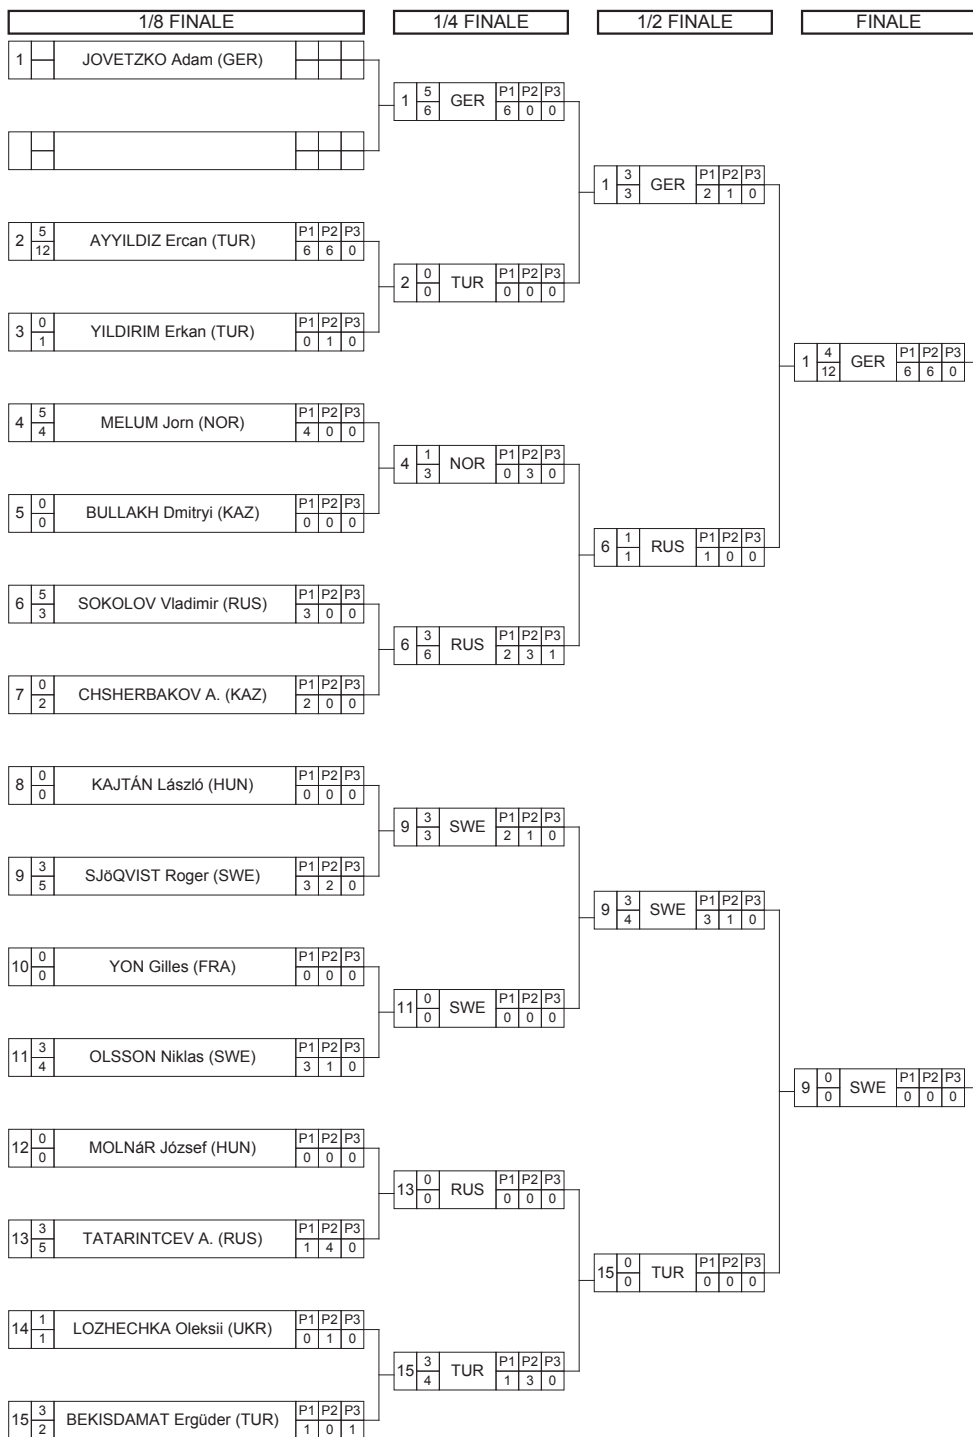 1/8 FINALE 1/4 FINALE 1/2 FINALE FINALE
1 JOVETZKO Adam (GER)
1 5 6 GER P1 P2 P3 6 0 0
1 3 3 GER P1 P2 P3 2 1 0
2 5 12 AYYILDIZ Ercan (TUR) P1 P2 P3 6 6 0
2 0 0 TUR P1 P2 P3 0 0 0
3 0 1 YILDIRIM Erkan (TUR) P1 P2 P3 0 1 0
1 4 12 GER P1 P2 P3 6 6 0
4 5 4 MELUM Jorn (NOR) P1 P2 P3 4 0 0
4 1 3 NOR P1 P2 P3 0 3 0
5 0 0 BULLAKH Dmitryi (KAZ) P1 P2 P3 0 0 0
6 1 1 RUS P1 P2 P3 1 0 0
6 5 3 SOKOLOV Vladimir (RUS) P1 P2 P3 3 0 0
6 3 6 RUS P1 P2 P3 2 3 1
7 0 2 CHSHERBAKOV A. (KAZ) P1 P2 P3 2 0 0
8 0 0 KAJTÁN László (HUN) P1 P2 P3 0 0 0
9 3 3 SWE P1 P2 P3 2 1 0
9 3 5 SJöQVIST Roger (SWE) P1 P2 P3 3 2 0
9 3 4 SWE P1 P2 P3 3 1 0
10 0 0 YON Gilles (FRA) P1 P2 P3 0 0 0
11 0 0 SWE P1 P2 P3 0 0 0
11 3 4 OLSSON Niklas (SWE) P1 P2 P3 3 1 0
9 0 0 SWE P1 P2 P3 0 0 0
12 0 0 MOLNáR József (HUN) P1 P2 P3 0 0 0
13 0 0 RUS P1 P2 P3 0 0 0
13 3 5 TATARINTCEV A. (RUS) P1 P2 P3 1 4 0
15 0 0 TUR P1 P2 P3 0 0 0
14 1 1 LOZHECHKA Oleksii (UKR) P1 P2 P3 0 1 0
15 3 4 TUR P1 P2 P3 1 3 0
15 3 2 BEKISDAMAT Ergüder (TUR) P1 P2 P3 1 0 1